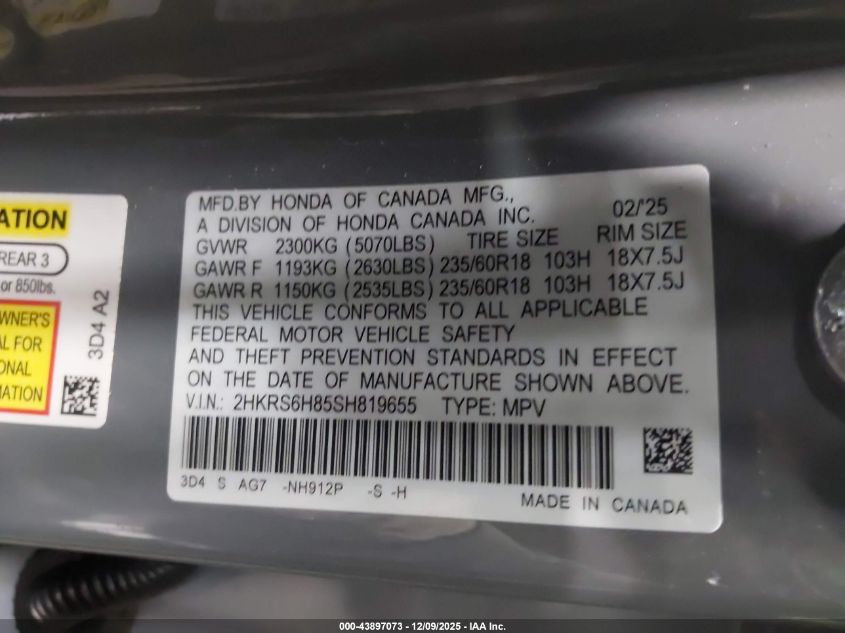 ATION
REAR 3
or 850lbs.
WNER'S
AL FOR
ONAL
MATION
3D4 A2
MFD.BY HONDA OF CANADA MFG.,
A DIVISION OF HONDA CANADA INC. 02/'25
GVWR 2300KG (5070LBS) TIRE SIZE RIM SIZE
GAWR F 1193KG (2630LBS) 235/60R18 103H 18X7.5J
GAWR R 1150KG (2535LBS) 235/60R18 103H 18X7.5J
THIS VEHICLE CONFORMS TO ALL APPLICABLE
FEDERAL MOTOR VEHICLE SAFETY
AND THEFT PREVENTION STANDARDS IN EFFECT
ON THE DATE OF MANUFACTURE SHOWN ABOVE.
V.I.N.: 2HKRS6H85SH819655 TYPE: MPV
3D4 S AG7 -NH912P -S -H
MADE IN CANADA
000-43897073 - 12/09/2025 - IAA Inc.